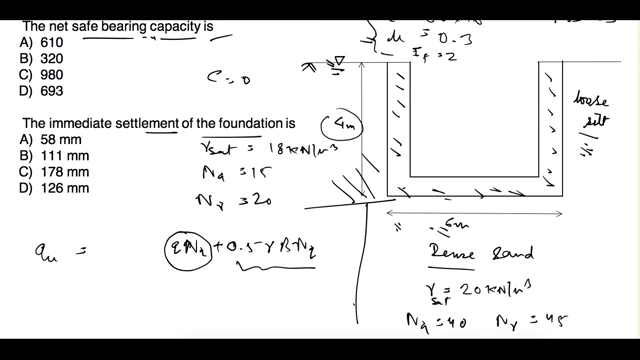 The net safe bearing capacity is
A) 610
B) 320
C) 980
D) 693
C = 0
μ = 0.3
I_f = 2
4m
loose
silt
The immediate settlement of the foundation is
A) 58 mm
B) 111 mm
C) 178 mm
D) 126 mm
γsat = 18 KN/m³
Nq = 15
Nγ = 20
6m
qu = qNq + 0.5 γ B Nq
Dense Sand
γsat = 20 KN/m³
Nq = 40 Nγ = 45